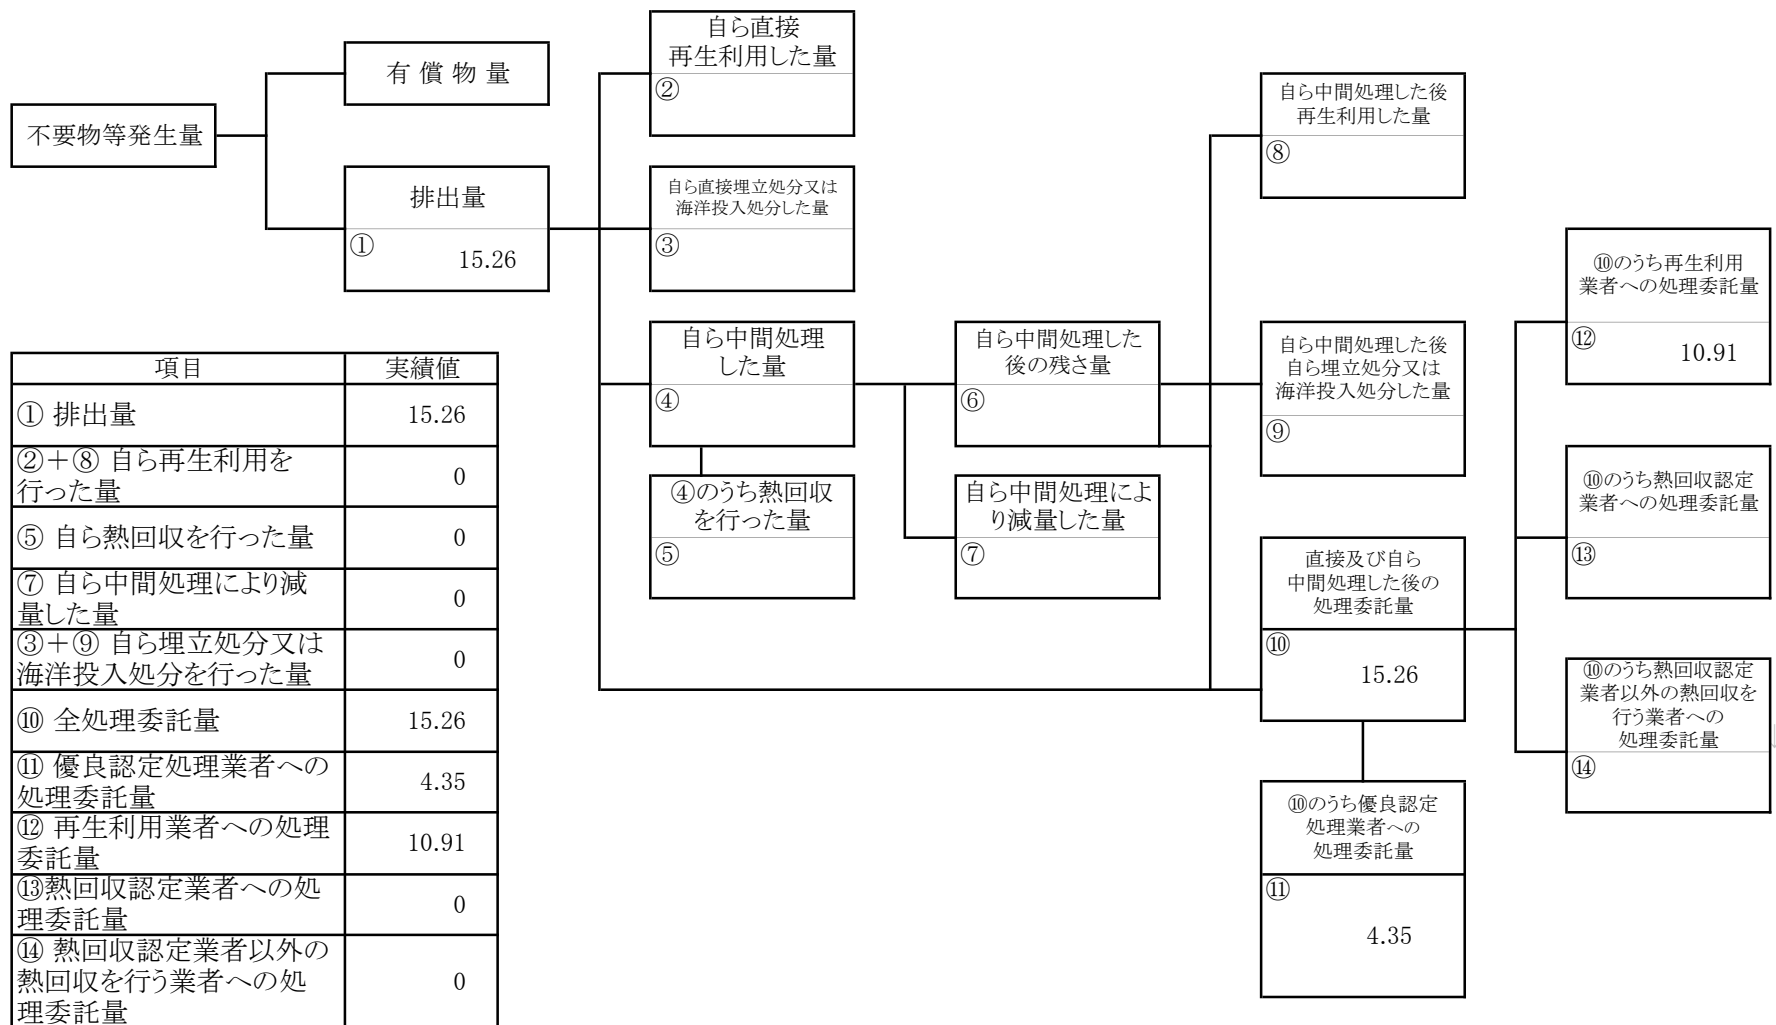 不要物等発生量
有償物量
排出量
①
15.26
自ら直接
再生利用した量
②
自ら直接埋立処分又は
海洋投入処分した量
③
自ら中間処理
した量
④
④のうち熱回収
を行った量
⑤
自ら中間処理した
後の残さ量
⑥
自ら中間処理によ
り減量した量
⑦
自ら中間処理した後
再生利用した量
⑧
自ら中間処理した後
自ら埋立処分又は
海洋投入処分した量
⑨
直接及び自ら
中間処理した後の
処理委託量
⑩
15.26
⑩のうち優良認定
処理業者への
処理委託量
⑪
4.35
⑩のうち再生利用
業者への処理委託量
⑫
10.91
⑩のうち熱回収認定
業者への処理委託量
⑬
⑩のうち熱回収認定
業者以外の熱回収を
行う業者への
処理委託量
⑭
項目 実績値
① 排出量 15.26
②+⑧ 自ら再生利用を
行った量 0
⑤ 自ら熱回収を行った量 0
⑦ 自ら中間処理により減
量した量 0
③+⑨ 自ら埋立処分又は
海洋投入処分を行った量 0
⑩ 全処理委託量 15.26
⑪ 優良認定処理業者への
処理委託量 4.35
⑫ 再生利用業者への処理
委託量 10.91
⑬熱回収認定業者への処
理委託量 0
⑭ 熱回収認定業者以外の
熱回収を行う業者への処
理委託量 0